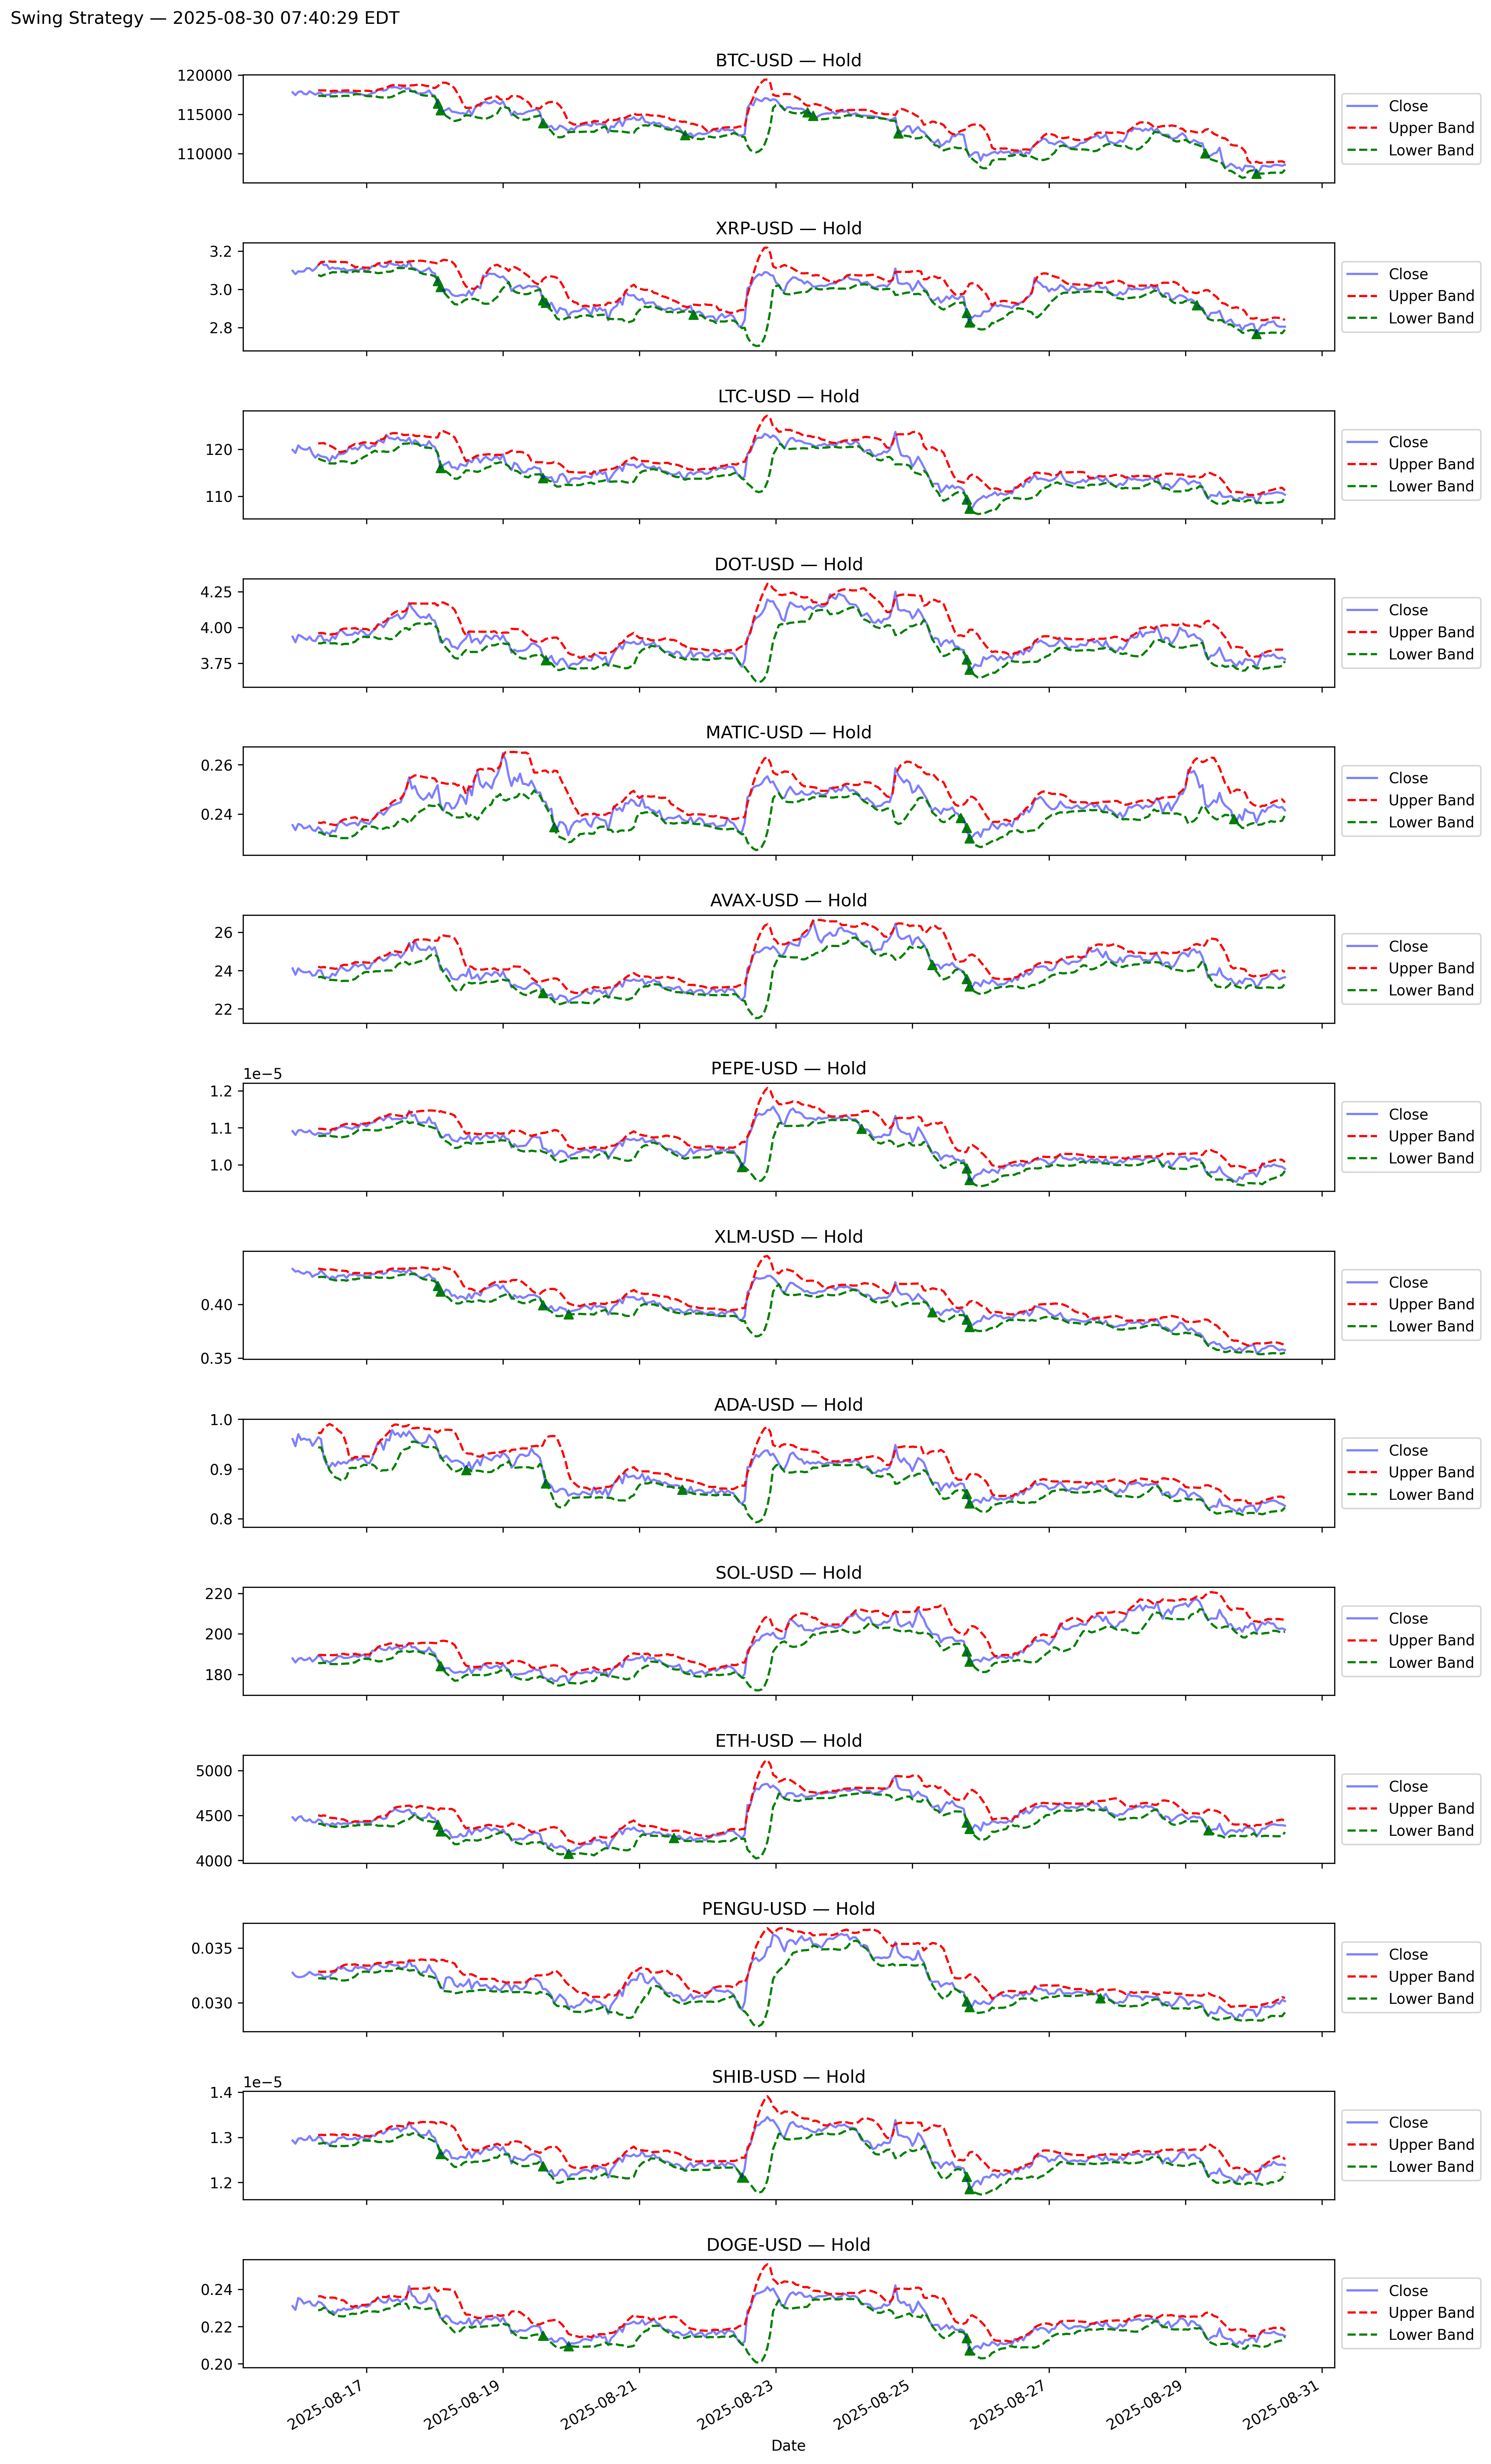 Swing Strategy — 2025-08-30 07:40:29 EDT
BTC-USD — Hold
120000
115000
110000
Close
Upper Band
Lower Band
XRP-USD — Hold
3.2
3.0
2.8
Close
Upper Band
Lower Band
LTC-USD — Hold
120
110
Close
Upper Band
Lower Band
DOT-USD — Hold
4.25
4.00
3.75
Close
Upper Band
Lower Band
MATIC-USD — Hold
0.26
0.24
Close
Upper Band
Lower Band
AVAX-USD — Hold
26
24
22
Close
Upper Band
Lower Band
PEPE-USD — Hold
1e−5
1.2
1.1
1.0
Close
Upper Band
Lower Band
XLM-USD — Hold
0.40
0.35
Close
Upper Band
Lower Band
ADA-USD — Hold
1.0
0.9
0.8
Close
Upper Band
Lower Band
SOL-USD — Hold
220
200
180
Close
Upper Band
Lower Band
ETH-USD — Hold
5000
4500
4000
Close
Upper Band
Lower Band
PENGU-USD — Hold
0.035
0.030
Close
Upper Band
Lower Band
SHIB-USD — Hold
1e−5
1.4
1.3
1.2
Close
Upper Band
Lower Band
DOGE-USD — Hold
0.24
0.22
0.20
Close
Upper Band
Lower Band
2025-08-17
2025-08-19
2025-08-21
2025-08-23
2025-08-25
2025-08-27
2025-08-29
2025-08-31
Date